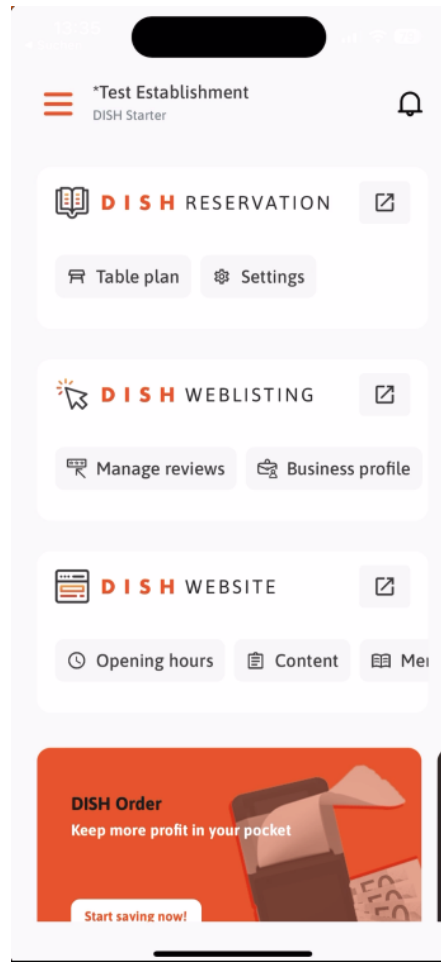 *Test Establishment
DISH Starter
DISH RESERVATION
Table plan Settings
DISH WEBLISTING
Manage reviews Business profile
DISH WEBSITE
Opening hours Content
DISH Order
Keep more profit in your pocket
Start saving now!